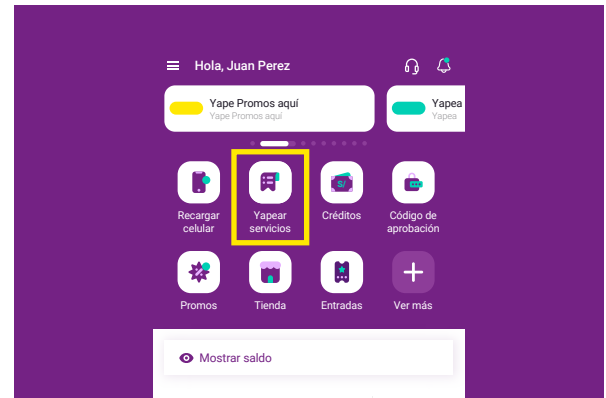 Hola, Juan Perez
Yape Promos aquí
Yape Promos aquí
Yapea
Yapea
S/
Recargar
celular
Yapear
servicios
Créditos
Código de
aprobación
Promos
Tienda
Entradas
Ver más
Mostrar saldo